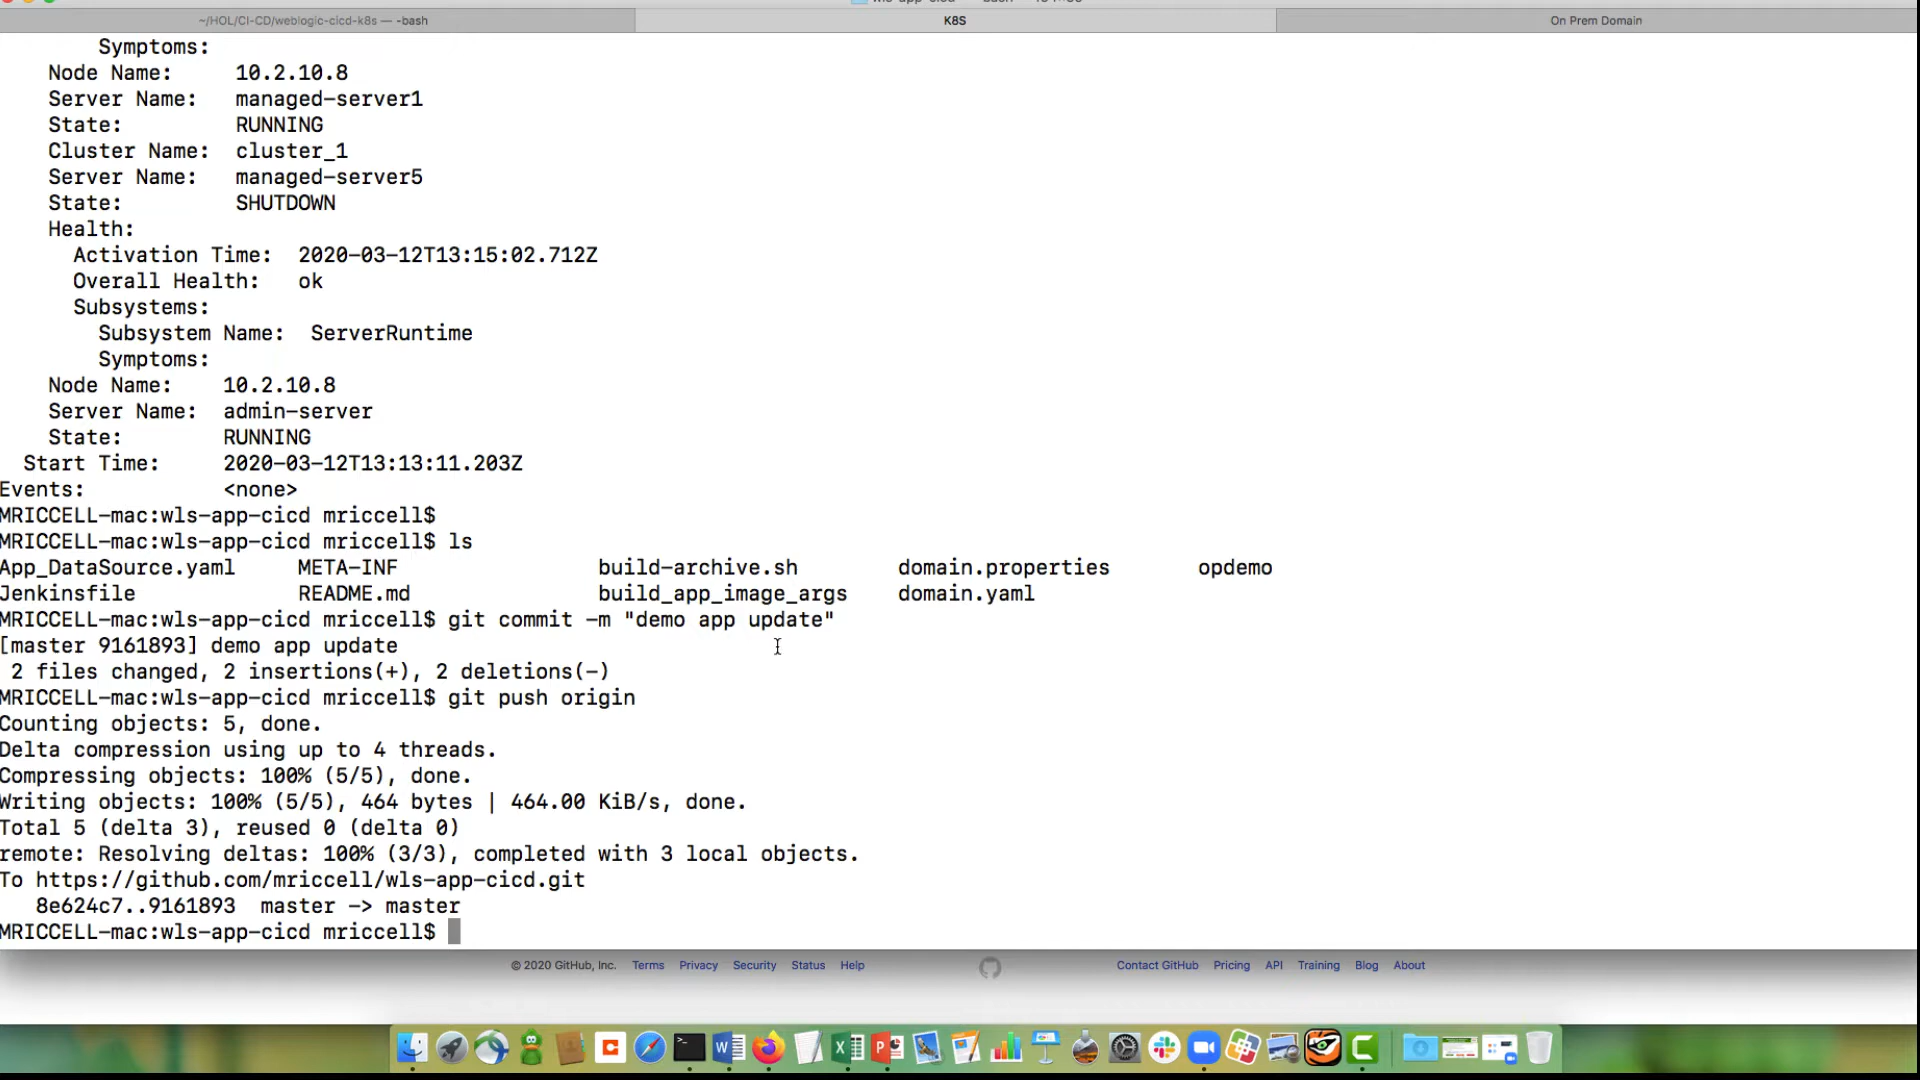 ~/HOL/CI-CD/weblogic-cicd-k8s — -bash
K8S
On Prem Domain
Symptoms:
Node Name: 10.2.10.8
Server Name: managed-server1
State: RUNNING
Cluster Name: cluster_1
Server Name: managed-server5
State: SHUTDOWN
Health:
Activation Time: 2020-03-12T13:15:02.712Z
Overall Health: ok
Subsystems:
Subsystem Name: ServerRuntime
Symptoms:
Node Name: 10.2.10.8
Server Name: admin-server
State: RUNNING
Start Time: 2020-03-12T13:13:11.203Z
Events: <none>
MRICCELL-mac:wls-app-cicd mriccell$
MRICCELL-mac:wls-app-cicd mriccell$ ls
App_DataSource.yaml META-INF build-archive.sh domain.properties opdemo
Jenkinsfile README.md build_app_image_args domain.yaml
MRICCELL-mac:wls-app-cicd mriccell$ git commit -m "demo app update"
[master 9161893] demo app update
2 files changed, 2 insertions(+), 2 deletions(-)
MRICCELL-mac:wls-app-cicd mriccell$ git push origin
Counting objects: 5, done.
Delta compression using up to 4 threads.
Compressing objects: 100% (5/5), done.
Writing objects: 100% (5/5), 464 bytes | 464.00 KiB/s, done.
Total 5 (delta 3), reused 0 (delta 0)
remote: Resolving deltas: 100% (3/3), completed with 3 local objects.
To https://github.com/mriccell/wls-app-cicd.git
8e624c7..9161893 master -> master
MRICCELL-mac:wls-app-cicd mriccell$
© 2020 GitHub, Inc. Terms Privacy Security Status Help Contact GitHub Pricing API Training Blog About